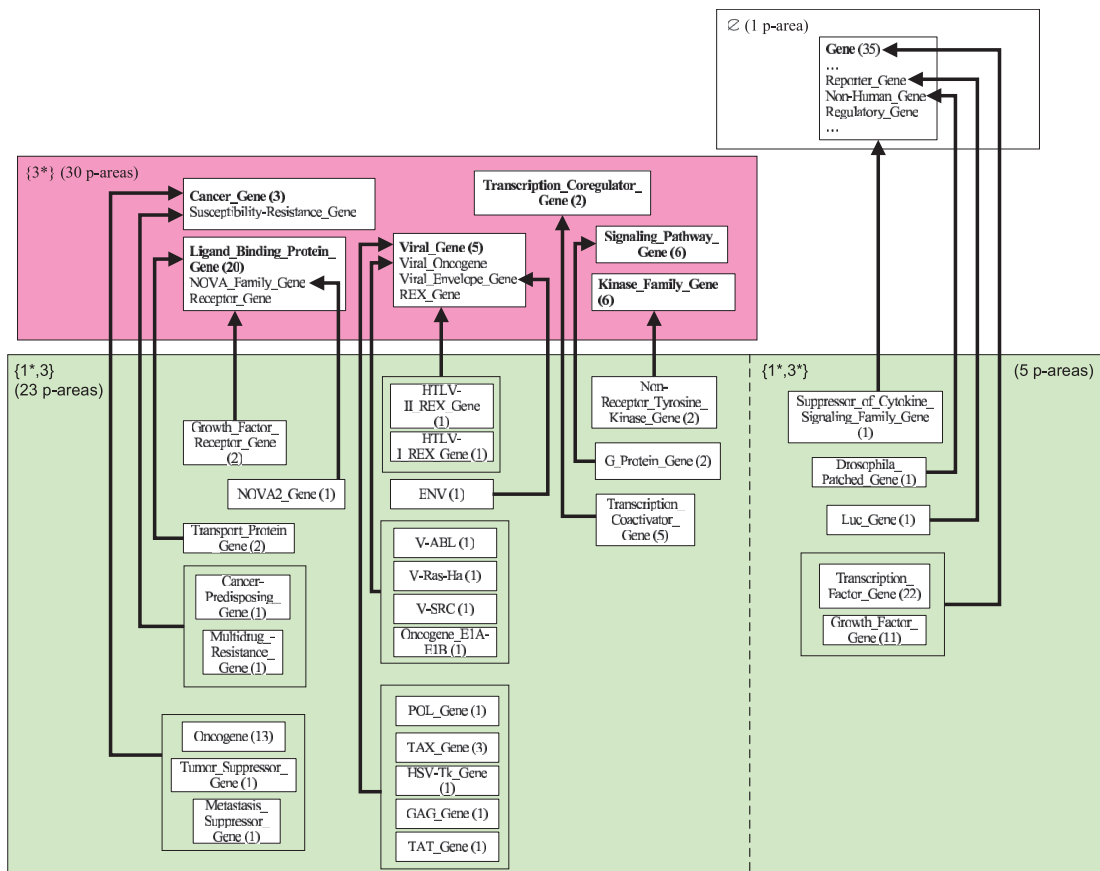 ∅ (1 p-area)
Gene (35)
...
Reporter_Gene
Non-Human_Gene
Regulatory_Gene
...
{3*} (30 p-areas)
Cancer_Gene (3)
Susceptibility-Resistance_Gene
Ligand_Binding_Protein_
Gene (20)
NOVA_Family_Gene
Receptor_Gene
Transcription_Coregulator_
Gene (2)
Viral_Gene (5)
Viral_Oncogene
Viral_Envelope_Gene
REX_Gene
Signaling_Pathway_
Gene (6)
Kinase_Family_Gene
(6)
{1*,3}
(23 p-areas)
Growth_Factor_
Receptor_Gene
(2)
NOVA2_Gene (1)
Transport_Protein_
Gene (2)
Cancer-
Predisposing_
Gene (1)
Multidrug_-
Resistance_
Gene (1)
Oncogene (13)
Tumor_Suppressor_
Gene (1)
Metastasis_
Suppressor_
Gene (1)
HTLV-
II_REX_Gene
(1)
HTLV-
I_REX_Gene (1)
ENV (1)
V-ABL (1)
V-Ras-Ha (1)
V-SRC (1)
Oncogene_E1A-
E1B (1)
POL_Gene (1)
TAX_Gene (3)
HSV-Tk_Gene
(1)
GAG_Gene (1)
TAT_Gene (1)
Non-
Receptor_Tyrosine_
Kinase_Gene (2)
G_Protein_Gene (2)
Transcription_
Coactivator_
Gene (5)
{1*,3*}
(5 p-areas)
Suppressor_of_Cytokine_
Signaling_Family_Gene
(1)
Drosophila_
Patched_Gene (1)
Luc_Gene (1)
Transcription_
Factor_Gene (22)
Growth_Factor_
Gene (11)